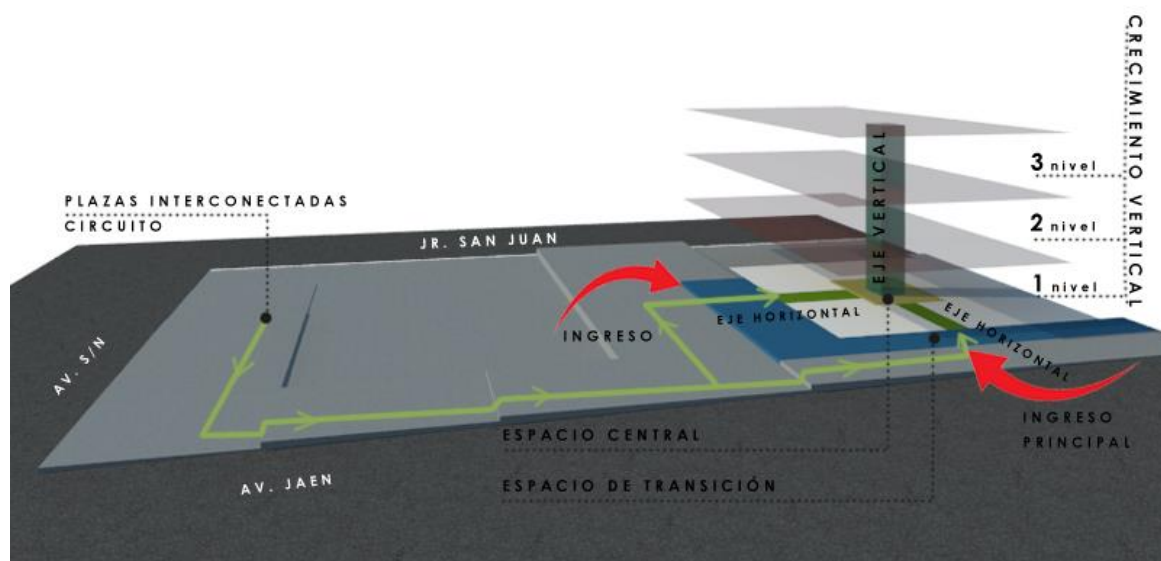 CRECIMIENTO VERTICAL
EJE VERTICAL
3 nivel
PLAZAS INTERCONECTADAS
CIRCUITO
2 nivel
JR. SAN JUAN
1 nivel
INGRESO
EJE HORIZONTAL
EJE HORIZONTAL
AV. S/N
INGRESO
PRINCIPAL
ESPACIO CENTRAL
ESPACIO DE TRANSICIÓN
AV. JAEN